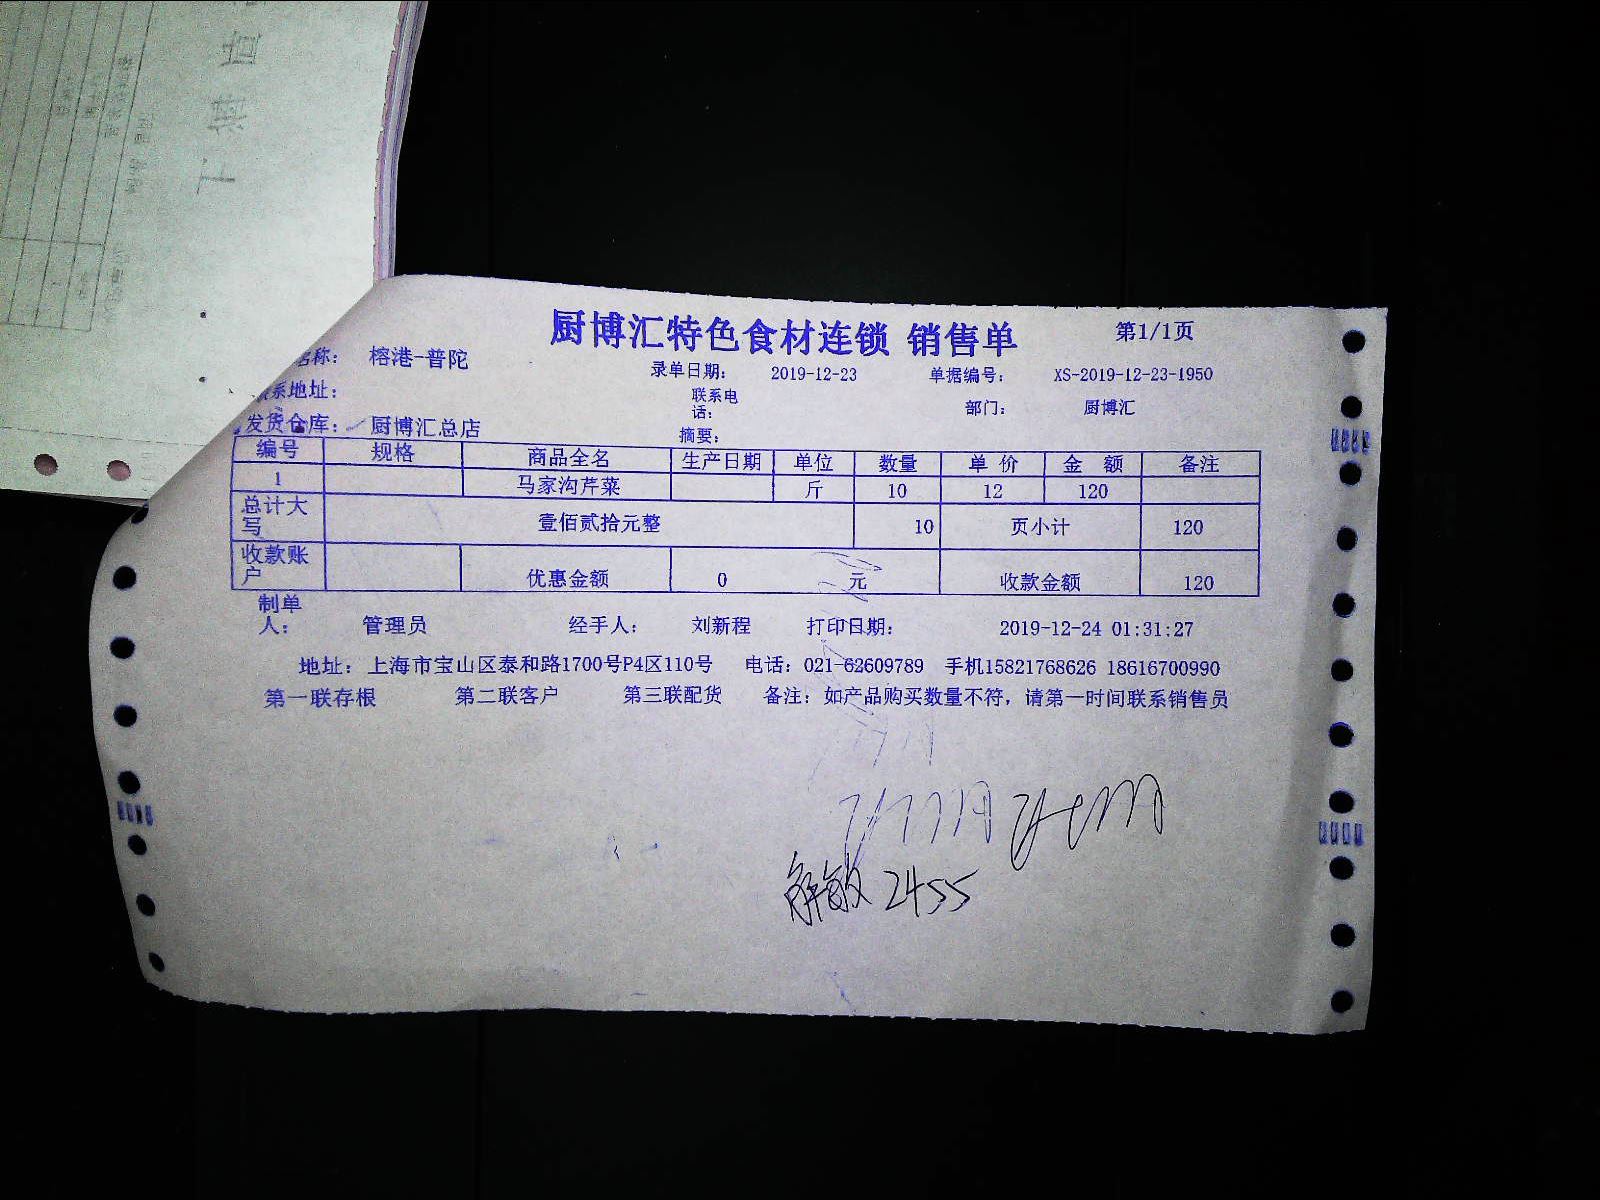 厨博汇特色食材连锁 销售单 第1/1页
名称： 榕港-普陀 录单日期： 2019-12-23 单据编号： XS-2019-12-23-1950
联系地址： 联系电话： 部门： 厨博汇
发货仓库： 厨博汇总店 摘要：
编号 规格 商品全名 生产日期 单位 数量 单 价 金 额 备注
1 马家沟芹菜 斤 10 12 120
总计大写 壹佰贰拾元整 10 页小计 120
收款账户 优惠金额 0 元 收款金额 120
制单人： 管理员 经手人： 刘新程 打印日期： 2019-12-24 01:31:27
地址：上海市宝山区泰和路1700号P4区110号 电话：021-62609789 手机15821768626 18616700990
第一联存根 第二联客户 第三联配货 备注：如产品购买数量不符，请第一时间联系销售员
解敏 2455